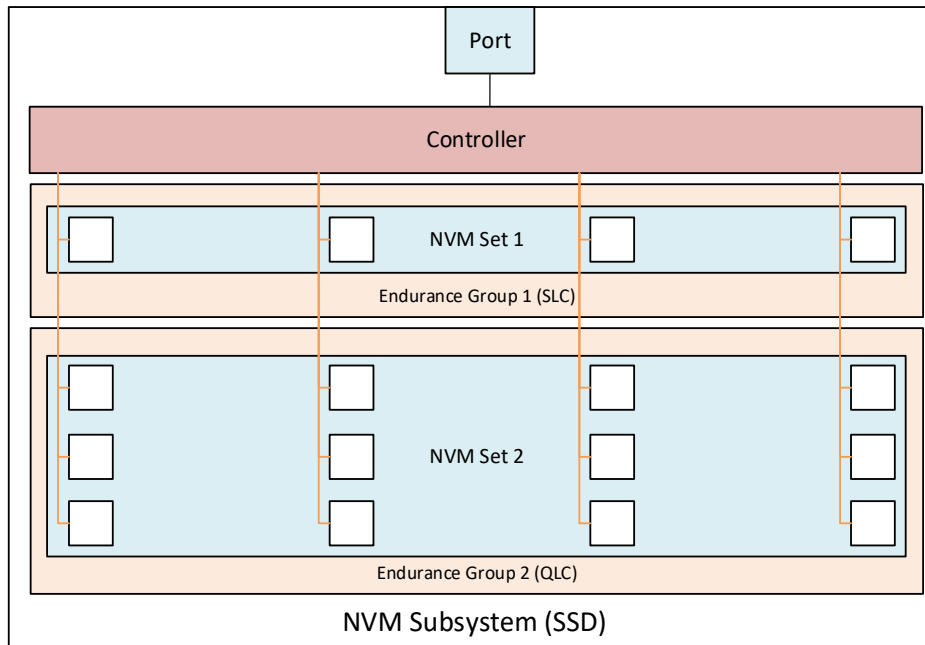 Port
Controller
NVM Set 1
Endurance Group 1 (SLC)
NVM Set 2
Endurance Group 2 (QLC)
NVM Subsystem (SSD)